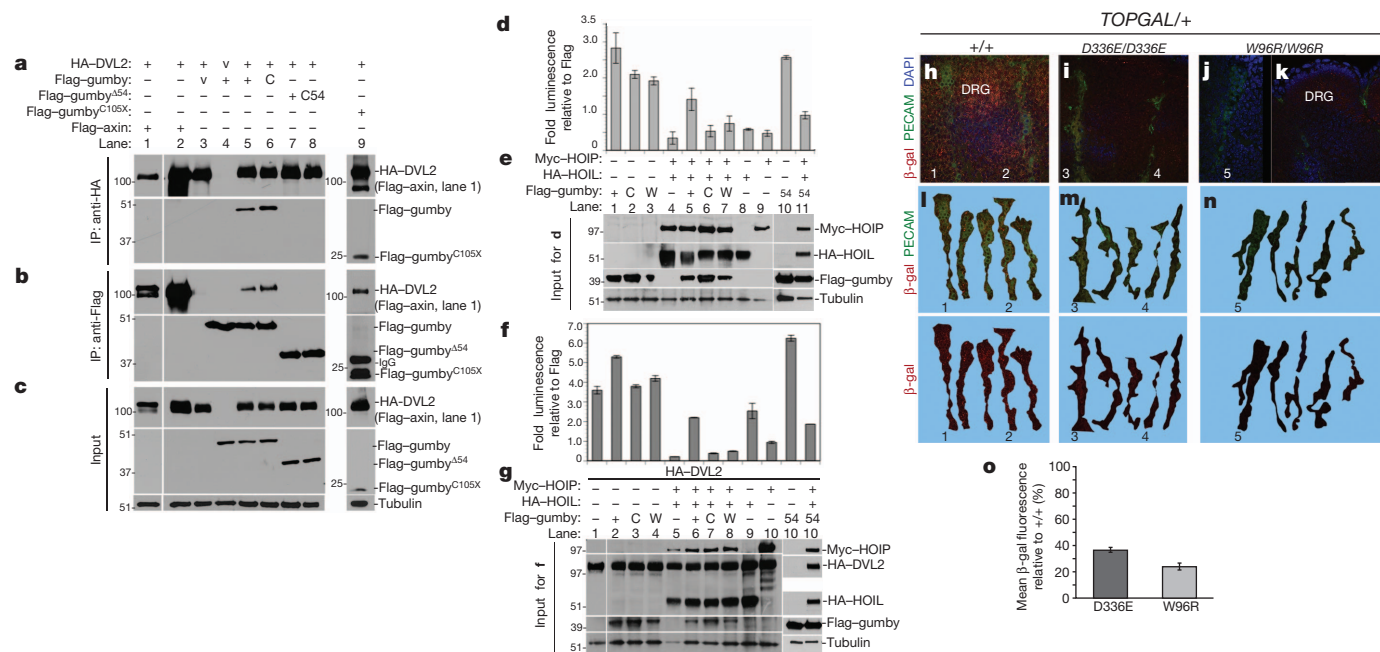 a
HA–DVL2: + + + v + + + + +
Flag–gumby: – – v + + C – – –
Flag–gumbyΔ54: – – – – – – + C54 –
Flag–gumbyC105X: – – – – – – – – +
Flag–axin: + + – – – – – – –
Lane: 1 2 3 4 5 6 7 8 9
IP: anti-HA
100
51
37
100
25
HA–DVL2
(Flag–axin, lane 1)
Flag–gumby
Flag–gumbyC105X
b
IP: anti-Flag
100
51
37
100
25
HA–DVL2
(Flag–axin, lane 1)
Flag–gumby
Flag–gumbyΔ54
IgG
Flag–gumbyC105X
c
Input
100
51
37
51
100
25
HA–DVL2
(Flag–axin, lane 1)
Flag–gumby
Flag–gumbyΔ54
Flag–gumbyC105X
Tubulin
d
Fold luminescence
relative to Flag
3.5
3.0
2.0
1.0
0
e
Myc–HOIP: – – – + + + + – + – +
HA–HOIL: – – – + + + + + – – +
Flag–gumby: + C W – + C W – – 54 54
Lane: 1 2 3 4 5 6 7 8 9 10 11
Input for d
97
51
39
51
Myc–HOIP
HA–HOIL
Flag–gumby
Tubulin
f
Fold luminescence
relative to Flag
6.0
5.0
4.0
3.0
2.0
1.0
0.0
HA–DVL2
g
Myc–HOIP: – – – – + + + + – + – +
HA–HOIL: – – – – + + + + + – – +
Flag–gumby: – + C W – + C W – – 54 54
Lane: 1 2 3 4 5 6 7 8 9 10 10 10
Input for f
97
97
51
39
51
Myc–HOIP
HA–DVL2
HA–HOIL
Flag–gumby
Tubulin
TOPGAL/+
+/+ D336E/D336E W96R/W96R
β-gal PECAM DAPI
h
DRG
1 2
i
3 4
j
5
k
DRG
β-gal PECAM
l
1 2
m
3 4
n
5
β-gal
1 2
3 4
5
o
Mean β-gal fluorescence
relative to +/+ (%)
100
80
60
40
20
0
D336E W96R